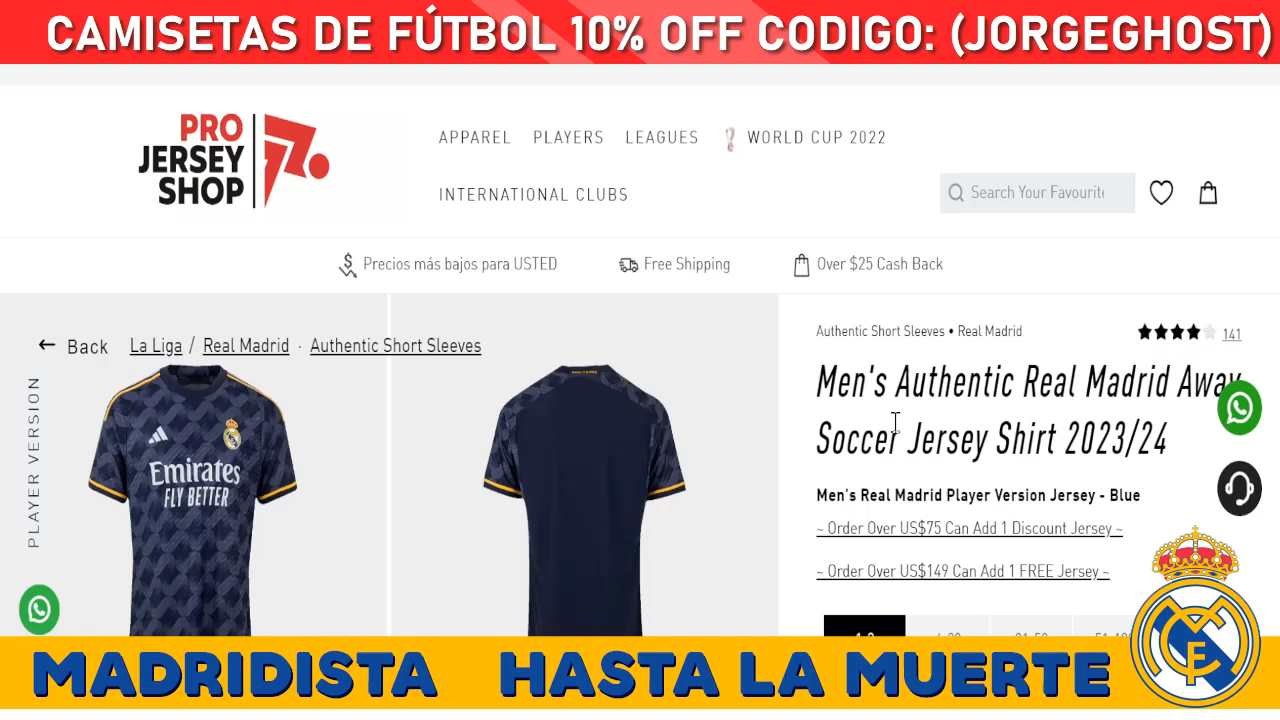 CAMISETAS DE FÚTBOL 10% OFF CODIGO: (JORGEGHOST)
PRO
JERSEY
SHOP
APPAREL PLAYERS LEAGUES WORLD CUP 2022
INTERNATIONAL CLUBS
Search Your Favourite
Precios más bajos para USTED
Free Shipping
Over $25 Cash Back
Back La Liga / Real Madrid · Authentic Short Sleeves
PLAYER VERSION
Emirates
FLY BETTER
Authentic Short Sleeves • Real Madrid
141
Men's Authentic Real Madrid Away
Soccer Jersey Shirt 2023/24
Men's Real Madrid Player Version Jersey - Blue
~ Order Over US$75 Can Add 1 Discount Jersey ~
~ Order Over US$149 Can Add 1 FREE Jersey ~
MADRIDISTA HASTA LA MUERTE